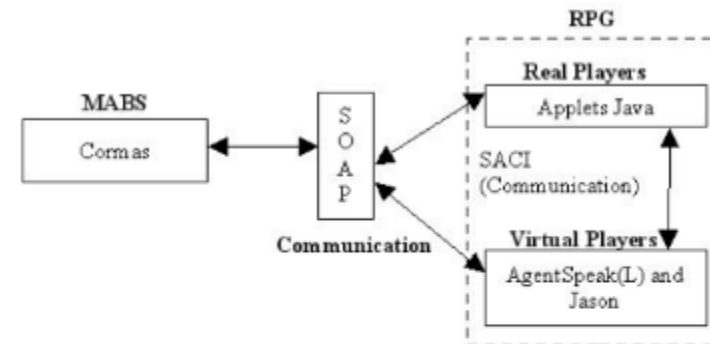 RPG
Real Players
Applets Java
MABS
Cormas
S
O
A
P
SACI
(Communication)
Communication
Virtual Players
AgentSpeak(L) and
Jason